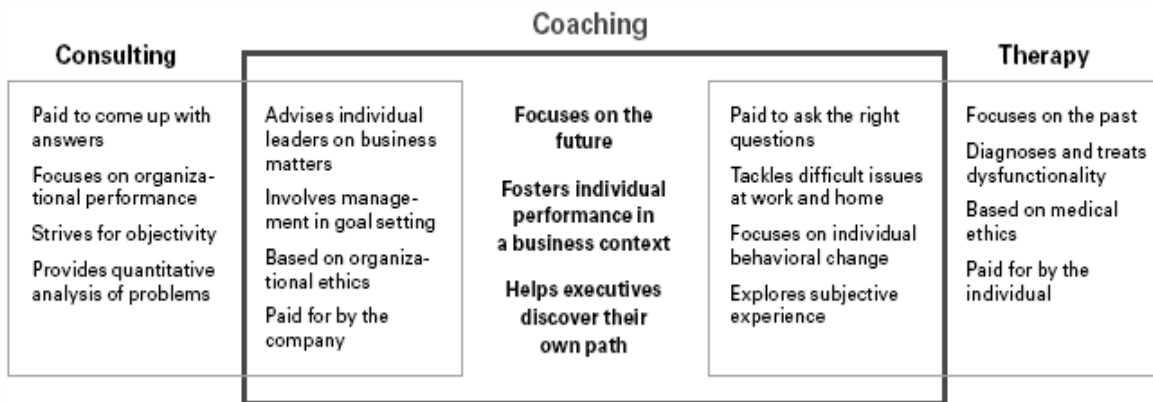 Coaching
Consulting
Therapy
Paid to come up with
answers
Focuses on organiza-
tional performance
Strives for objectivity
Provides quantitative
analysis of problems
Advises individual
leaders on business
matters
Involves manage-
ment in goal setting
Based on organiza-
tional ethics
Paid for by the
company
Focuses on the
future
Fosters individual
performance in
a business context
Helps executives
discover their
own path
Paid to ask the right
questions
Tackles difficult issues
at work and home
Focuses on individual
behavioral change
Explores subjective
experience
Focuses on the past
Diagnoses and treats
dysfunctionality
Based on medical
ethics
Paid for by the
individual